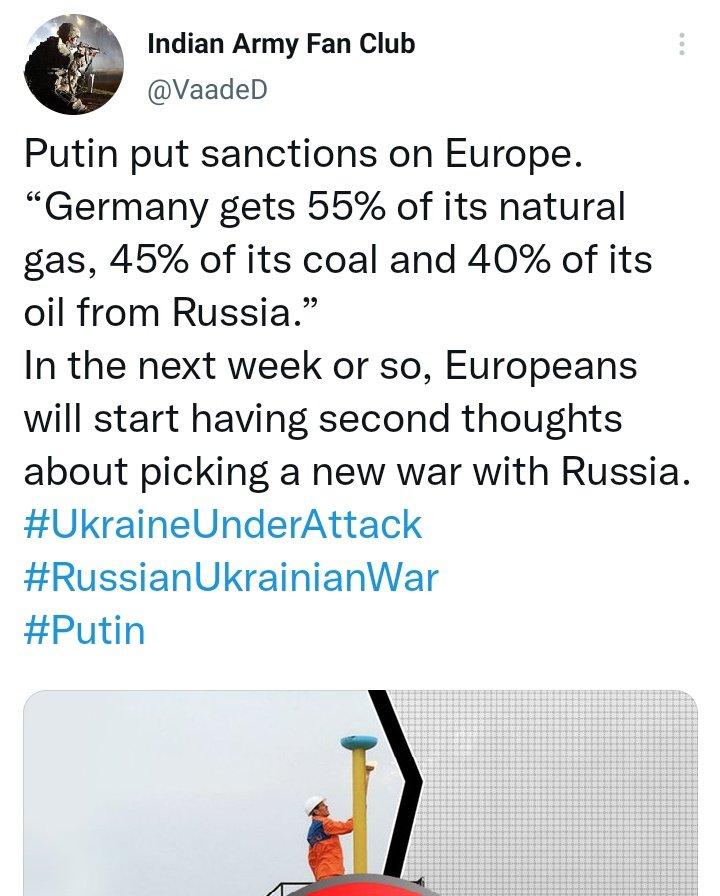 Indian Army Fan Club
@VaadeD
Putin put sanctions on Europe.
“Germany gets 55% of its natural
gas, 45% of its coal and 40% of its
oil from Russia.”
In the next week or so, Europeans
will start having second thoughts
about picking a new war with Russia.
#UkraineUnderAttack
#RussianUkrainianWar
#Putin